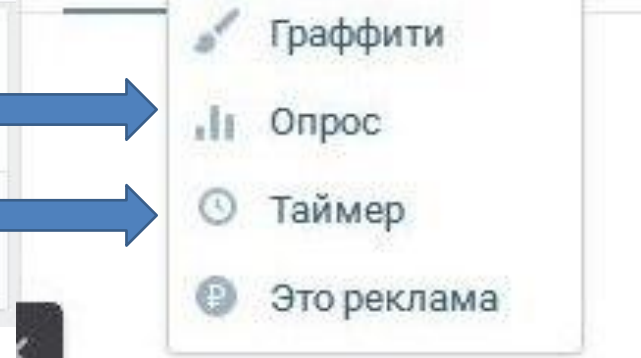 Граффити
Опрос
Таймер
Это реклама